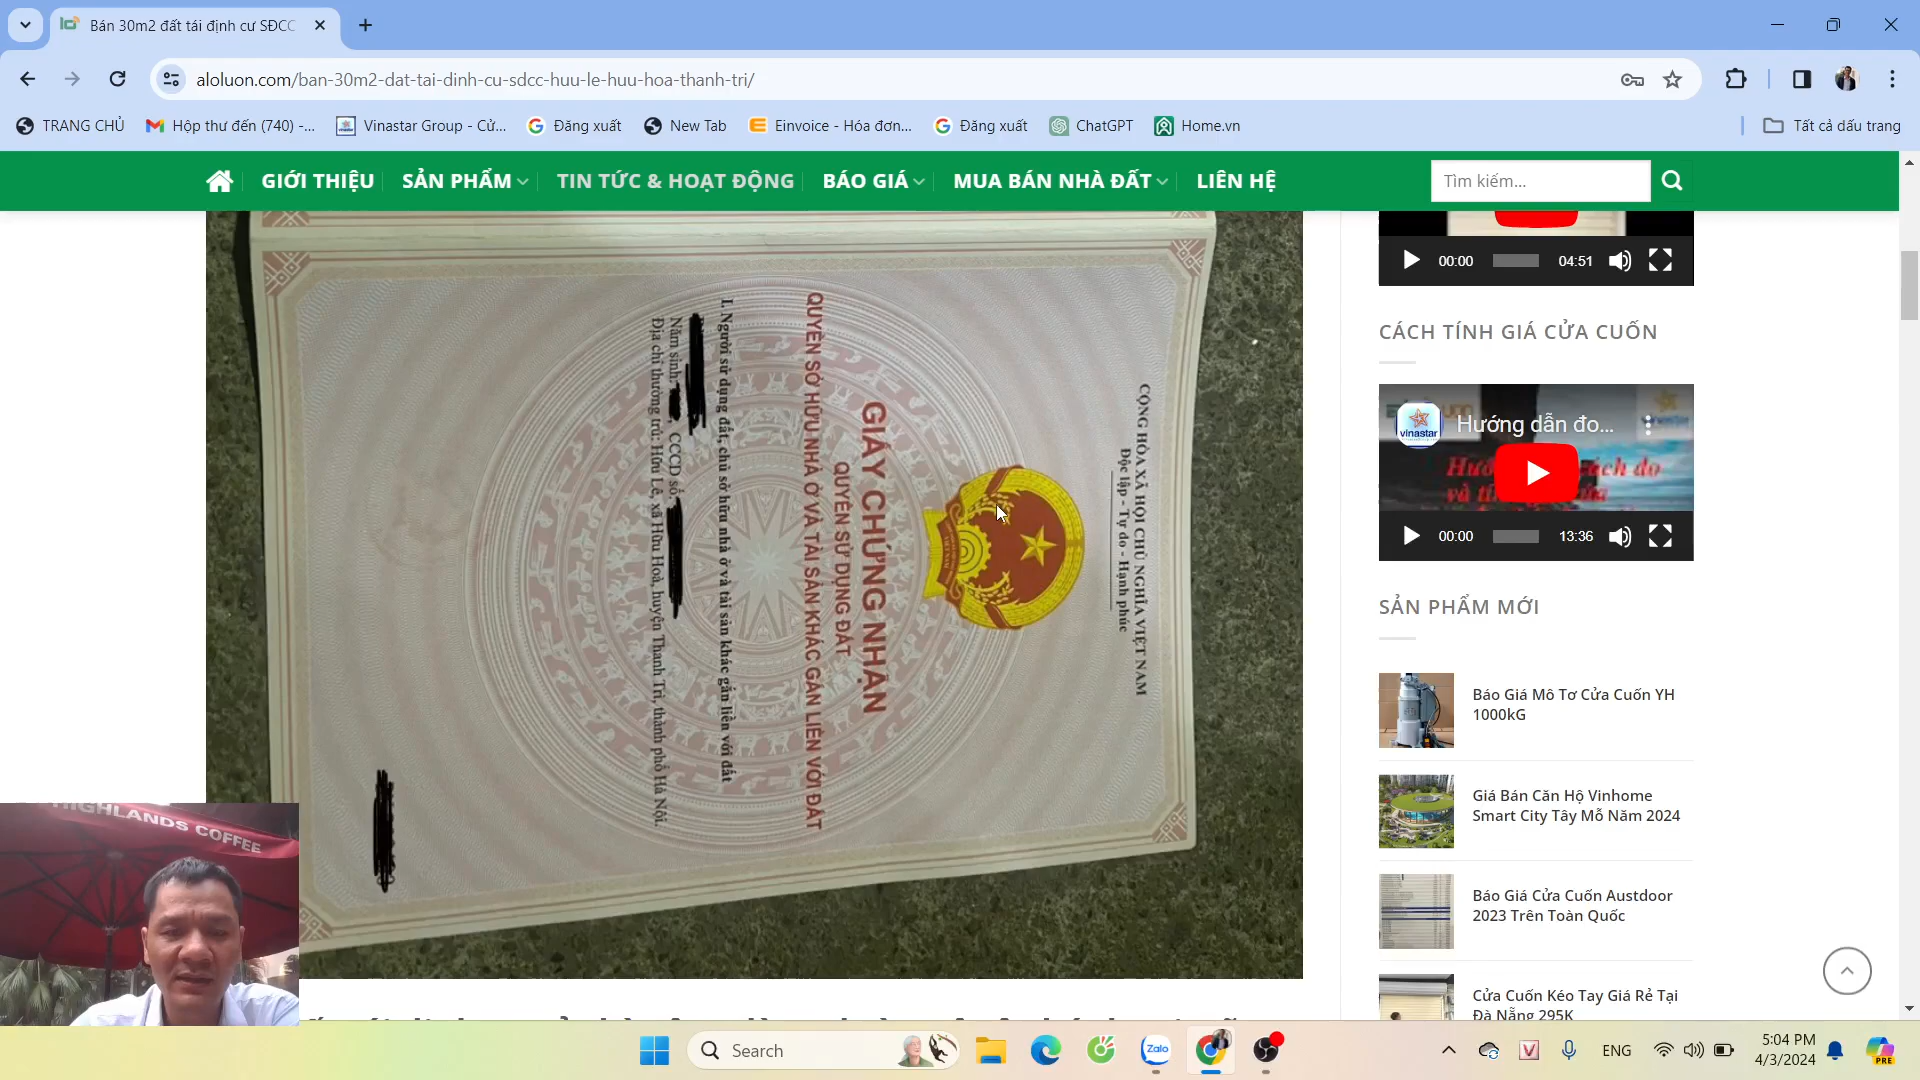 Bán 30m2 đất tái định cư SĐCC
aloluon.com/ban-30m2-dat-tai-dinh-cu-sdcc-huu-le-huu-hoa-thanh-tri/
TRANG CHỦ
Hộp thư đến (740) -...
Vinastar Group - Cử...
Đăng xuất
New Tab
Einvoice - Hóa đơn...
Đăng xuất
ChatGPT
Home.vn
Tất cả dấu trang
GIỚI THIỆU
SẢN PHẨM
TIN TỨC & HOẠT ĐỘNG
BÁO GIÁ
MUA BÁN NHÀ ĐẤT
LIÊN HỆ
Tìm kiếm...
CỘNG HÒA XÃ HỘI CHỦ NGHĨA VIỆT NAM
Độc lập - Tự do - Hạnh phúc
GIẤY CHỨNG NHẬN
QUYỀN SỬ DỤNG ĐẤT
QUYỀN SỞ HỮU NHÀ Ở VÀ TÀI SẢN KHÁC GẮN LIỀN VỚI ĐẤT
I. Người sử dụng đất, chủ sở hữu nhà ở và tài sản khác gắn liền với đất
Năm sinh: , CCCD số:
Địa chỉ thường trú: Hữu Lê, xã Hữu Hoà, huyện Thanh Trì, thành phố Hà Nội.
00:00
04:51
CÁCH TÍNH GIÁ CỬA CUỐN
vinastar
Hướng dẫn đo...
00:00
13:36
SẢN PHẨM MỚI
Báo Giá Mô Tơ Cửa Cuốn YH
1000kG
Giá Bán Căn Hộ Vinhome
Smart City Tây Mỗ Năm 2024
Báo Giá Cửa Cuốn Austdoor
2023 Trên Toàn Quốc
Cửa Cuốn Kéo Tay Giá Rẻ Tại
Đà Nẵng 295K
HIGHLANDS COFFEE
Search
Zalo
ENG
5:04 PM
4/3/2024
PRE